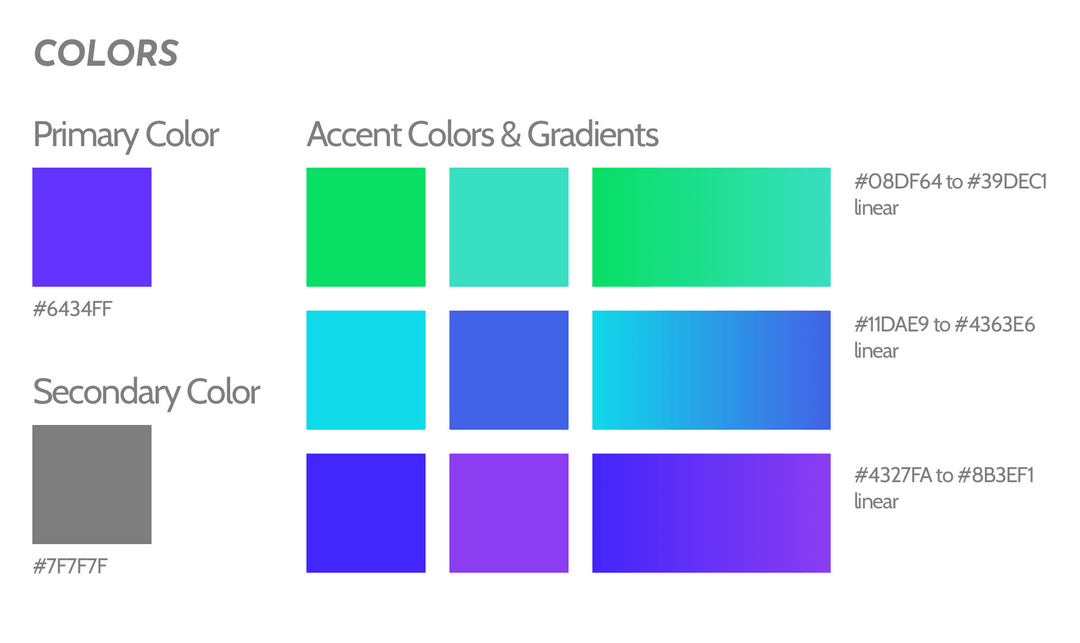 COLORS
Primary Color
#6434FF
Secondary Color
#7F7F7F
Accent Colors & Gradients
#08DF64 to #39DEC1
linear
#11DAE9 to #4363E6
linear
#4327FA to #8B3EF1
linear